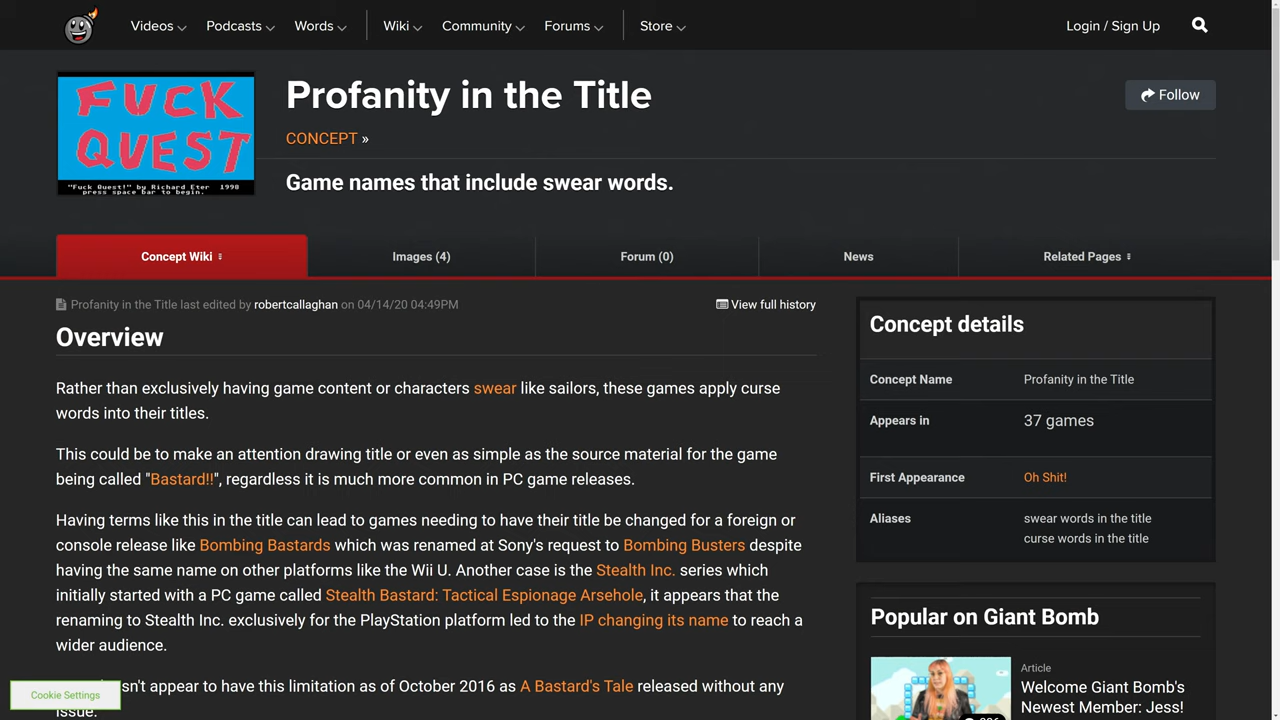 Videos Podcasts Words Wiki Community Forums Store Login / Sign Up
FUCK
QUEST
"Fuck Quest!" by Richard Eter 1990
press space bar to begin.
Profanity in the Title
Follow
CONCEPT »
Game names that include swear words.
Concept Wiki Images (4) Forum (0) News Related Pages
Profanity in the Title last edited by robertcallaghan on 04/14/20 04:49PM View full history
Overview
Rather than exclusively having game content or characters swear like sailors, these games apply curse
words into their titles.
This could be to make an attention drawing title or even as simple as the source material for the game
being called "Bastard!!", regardless it is much more common in PC game releases.
Having terms like this in the title can lead to games needing to have their title be changed for a foreign or
console release like Bombing Bastards which was renamed at Sony's request to Bombing Busters despite
having the same name on other platforms like the Wii U. Another case is the Stealth Inc. series which
initially started with a PC game called Stealth Bastard: Tactical Espionage Arsehole, it appears that the
renaming to Stealth Inc. exclusively for the PlayStation platform led to the IP changing its name to reach a
wider audience.
sn't appear to have this limitation as of October 2016 as A Bastard's Tale released without any
issue.
Cookie Settings
Concept details
Concept Name Profanity in the Title
Appears in 37 games
First Appearance Oh Shit!
Aliases swear words in the title
curse words in the title
Popular on Giant Bomb
Article
Welcome Giant Bomb's
Newest Member: Jess!